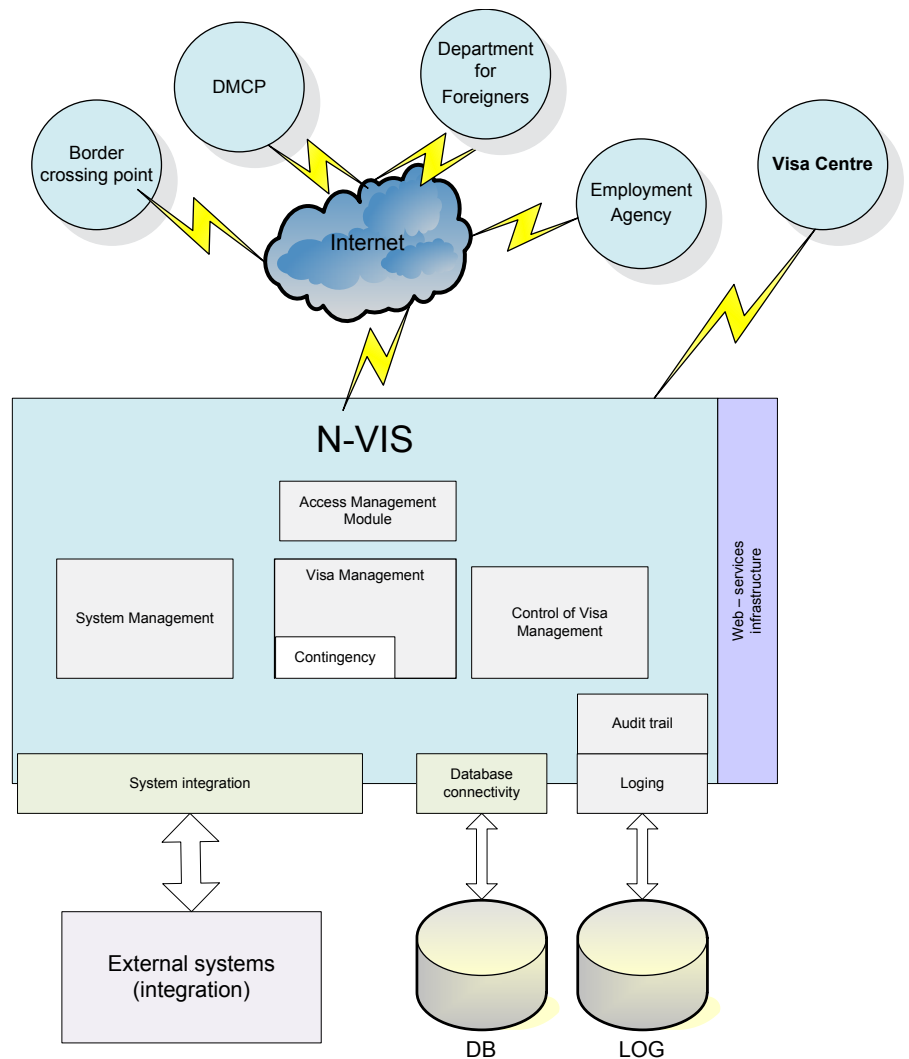 DMCP
Department
for
Foreigners
Border
crossing point
Visa Centre
Employment
Agency
Internet
N-VIS
Access Management
Module
Visa Management
System Management
Control of Visa
Management
Contingency
Web – services
infrastructure
Audit trail
System integration
Database
connectivity
Loging
External systems
(integration)
DB
LOG